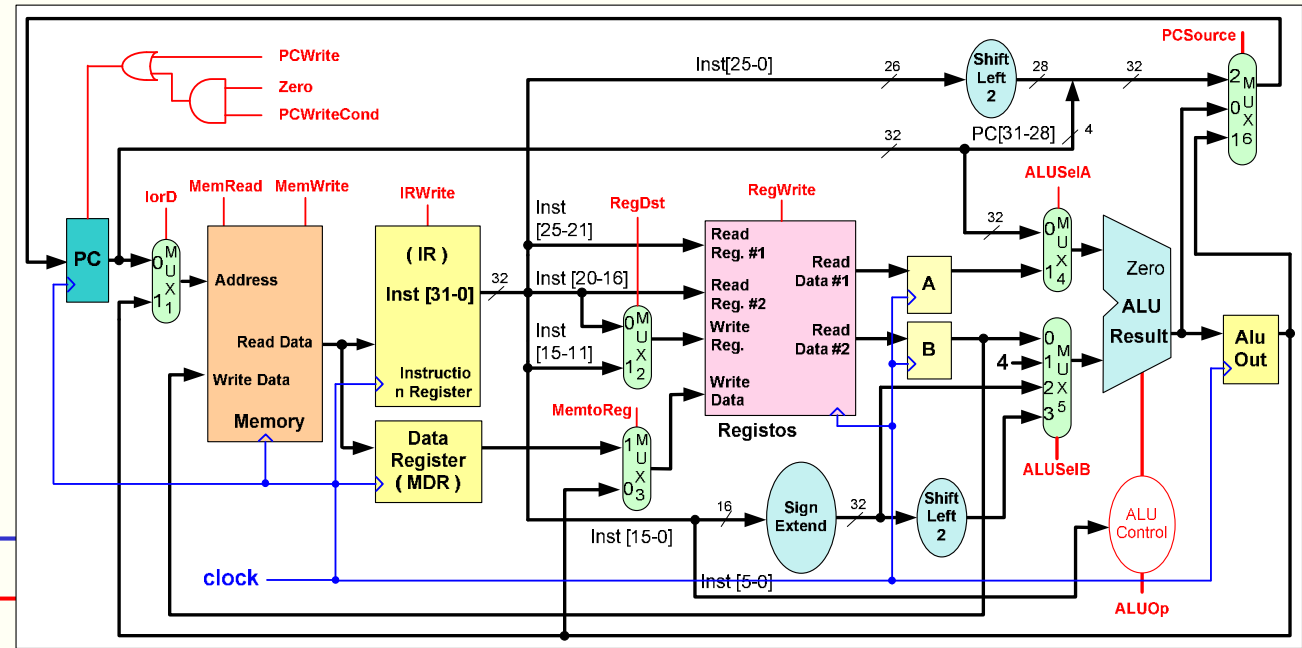 PCWrite
Zero
PCWriteCond
Inst[25-0]
26
Shift
Left
2
28
32
PCSource
2
0
1
M
U
X
6
32
PC[31-28]
4
IorD
MemRead
MemWrite
IRWrite
RegDst
RegWrite
ALUSelA
PC
0
1
M
U
X
1
Address
Read Data
Write Data
Memory
( IR )
Inst [31-0]
Instructio
n Register
32
Inst
[25-21]
Inst [20-16]
Inst
[15-11]
0
1
M
U
X
2
Read
Reg. #1
Read
Reg. #2
Write
Reg.
Write
Data
Read
Data #1
Read
Data #2
Registos
A
B
32
0
1
M
U
X
4
4
0
1
2
3
M
U
X
5
ALUSelB
Zero
ALU
Result
Alu
Out
MemtoReg
1
0
M
U
X
3
Data
Register
( MDR )
Inst [15-0]
16
Sign
Extend
32
Shift
Left
2
ALU
Control
ALUOp
Inst [5-0]
clock